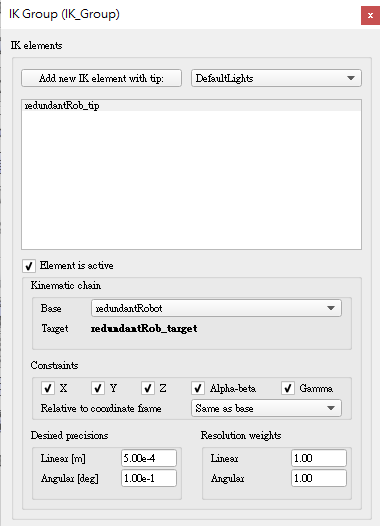 IK Group (IK_Group)
x
IK elements
Add new IK element with tip: DefaultLights
redundantRob_tip
Element is active
Kinematic chain
Base redundantRobot
Target redundantRob_target
Constraints
X Y Z Alpha-beta Gamma
Relative to coordinate frame Same as base
Desired precisions Resolution weights
Linear [m] 5.00e-4 Linear 1.00
Angular [deg] 1.00e-1 Angular 1.00